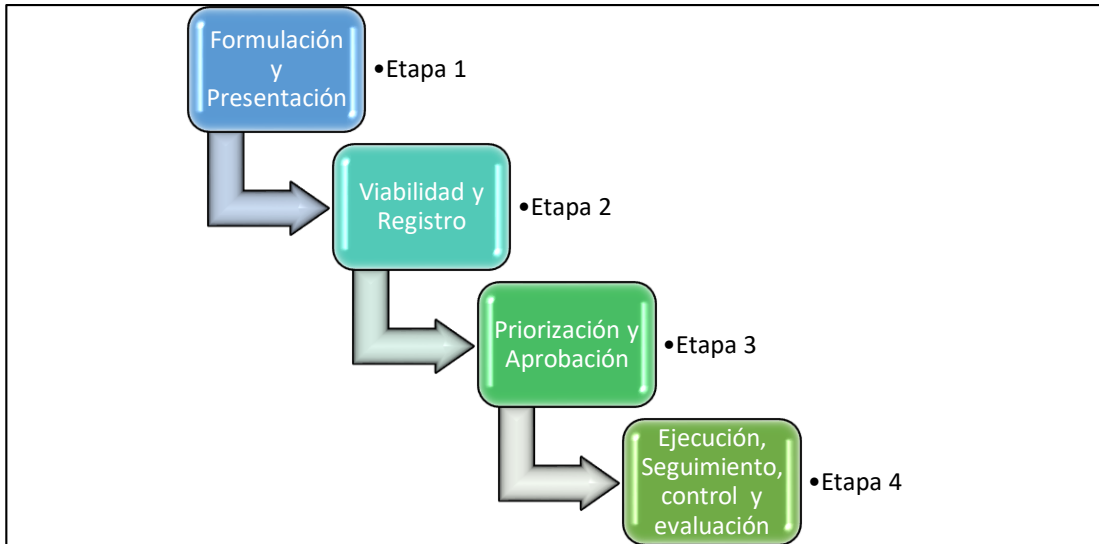 Formulación
y
Presentación
•Etapa 1
Viabilidad y
Registro
•Etapa 2
Priorización y
Aprobación
•Etapa 3
Ejecución,
Seguimiento,
control y
evaluación
•Etapa 4